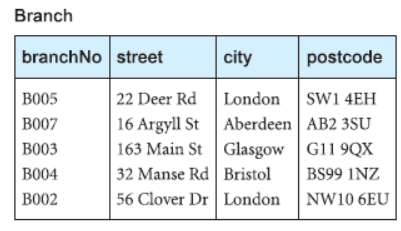 Branch
branchNo street city postcode
B005 22 Deer Rd London SW1 4EH
B007 16 Argyll St Aberdeen AB2 3SU
B003 163 Main St Glasgow G11 9QX
B004 32 Manse Rd Bristol BS99 1NZ
B002 56 Clover Dr London NW10 6EU